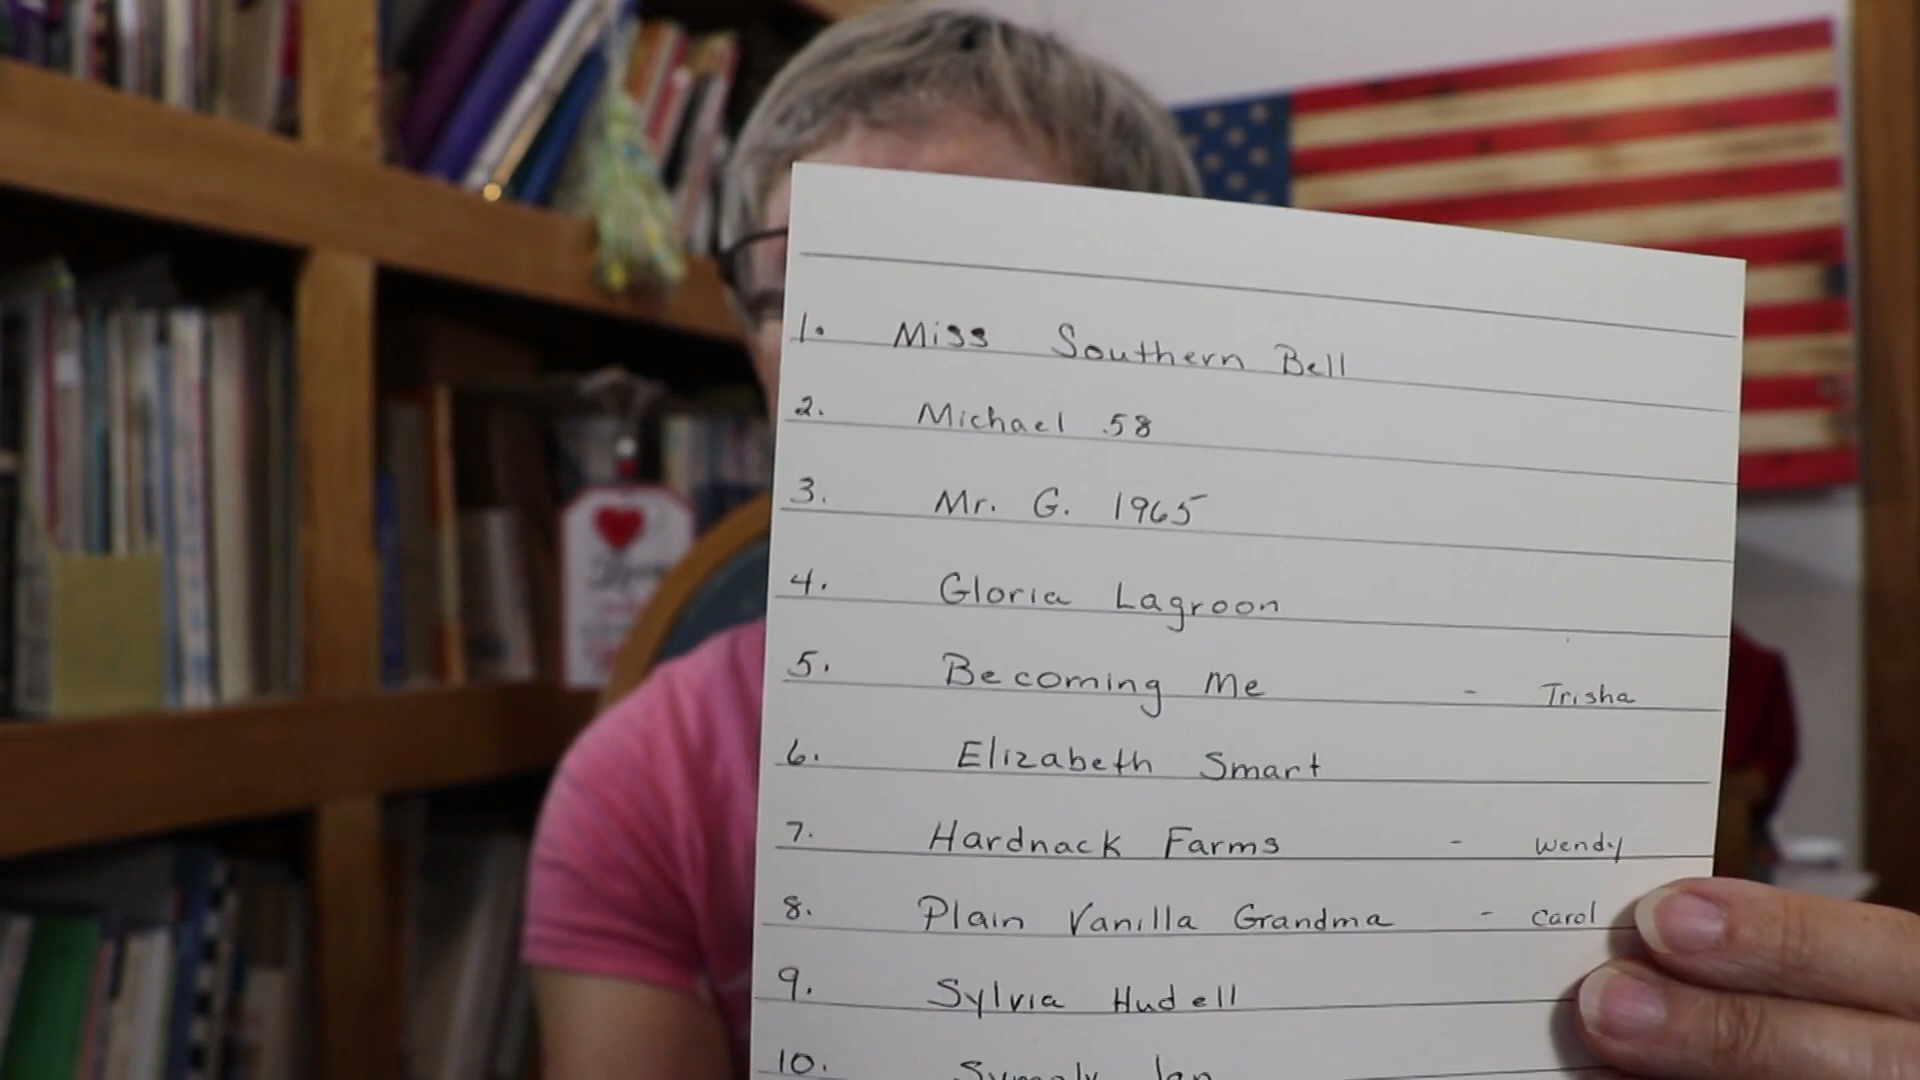 1. Miss Southern Bell
2. Michael 58
3. Mr. G. 1965
4. Gloria Lagroon
5. Becoming Me - Trisha
6. Elizabeth Smart
7. Hardnack Farms - Wendy
8. Plain Vanilla Grandma - Carol
9. Sylvia Hudell
10.